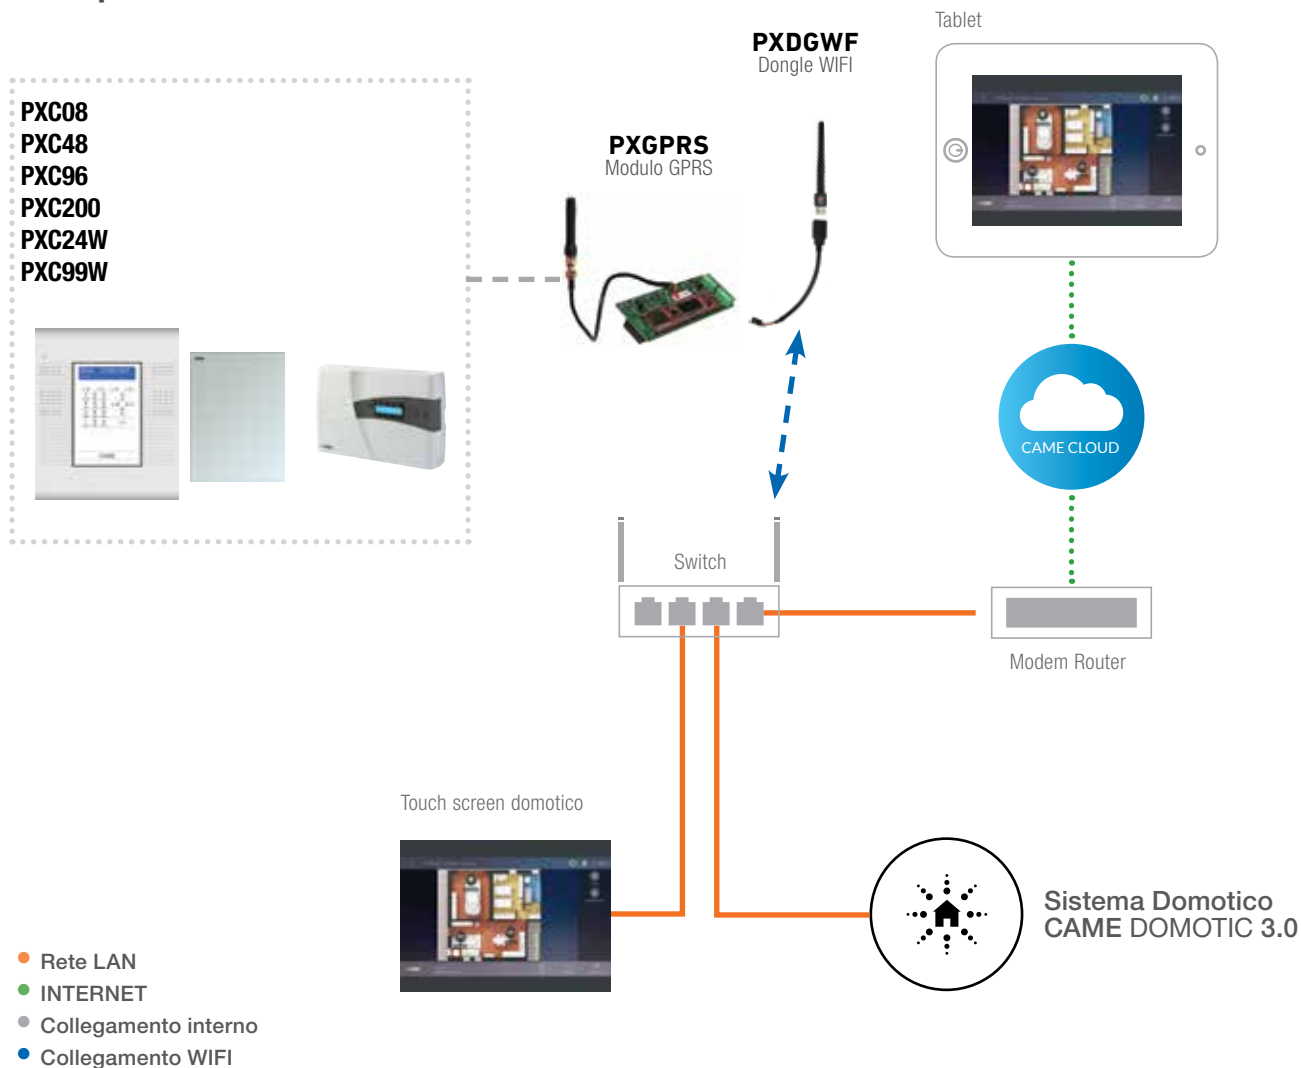 PXDGWF
Dongle WIFI
Tablet
PXC08
PXC48
PXC96
PXC200
PXC24W
PXC99W
PXGPRS
Modulo GPRS
CAME CLOUD
Switch
Modem Router
Touch screen domotico
Sistema Domotico
CAME DOMOTIC 3.0
Rete LAN
INTERNET
Collegamento interno
Collegamento WIFI